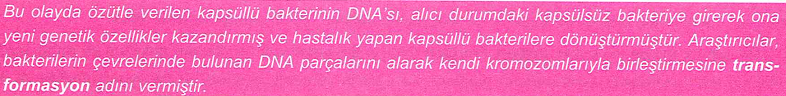 Bu olayda özütle verilen kapsüllü bakterinin DNA'sı, alıcı durumdaki kapsülsüz bakteriye girerek ona
yeni genetik özellikler kazandırmış ve hastalık yapan kapsüllü bakterilere dönüştürmüştür. Araştırıcılar,
bakterilerin çevrelerinde bulunan DNA parçalarını alarak kendi kromozomlarıyla birleştirmesine trans-
formasyon adını vermiştir.